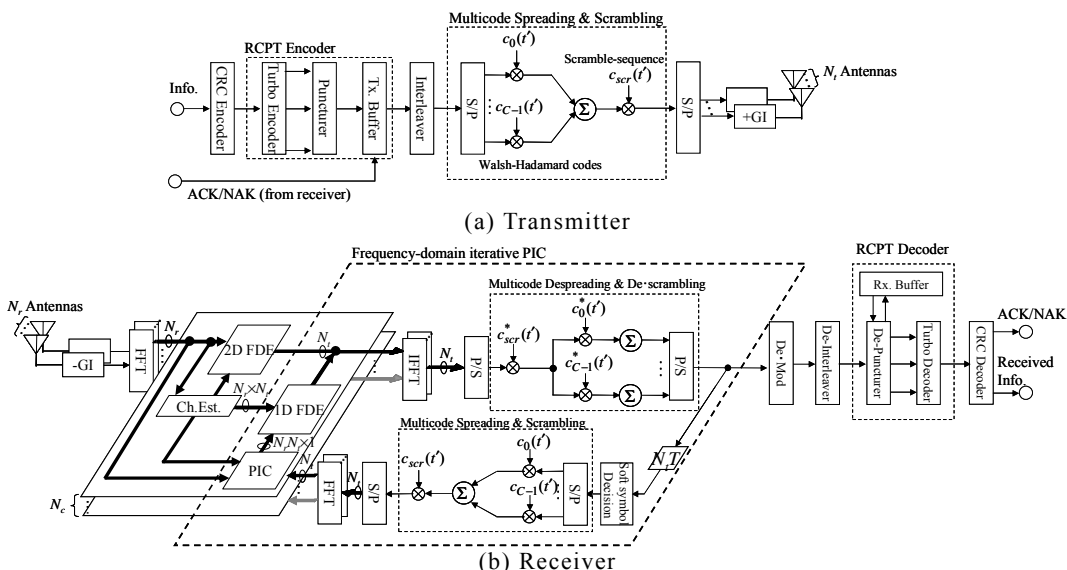 Multicode Spreading & Scrambling
RCPT Encoder
c0(t′)
Scramble-sequence
cscr(t′)
Nt Antennas
Info.
CRC Encoder
Turbo Encoder
Puncturer
Tx. Buffer
Interleaver
S/P
cC−1(t′)
Σ
S/P
+GI
Walsh-Hadamard codes
ACK/NAK (from receiver)
(a) Transmitter
Frequency-domain iterative PIC
RCPT Decoder
Multicode Despreading & De·scrambling
Rx. Buffer
Nr Antennas
-GI
FFT
Nr
2D FDE
Nt
IFFT
Nt
P/S
c*scr(t′)
c*0(t′)
Σ
c*C−1(t′)
Σ
P/S
De·Mod
De-Interleaver
De-Puncturer
Turbo Decoder
CRC Decoder
ACK/NAK
Received
Info.
Ch.Est.
Nr×Nt
1D FDE
Multicode Spreading & Scrambling
PIC
Nt
FFT
Nt
S/P
cscr(t′)
Σ
c0(t′)
cC−1(t′)
S/P
Soft symbol
Decision
Nc
(b) Receiver